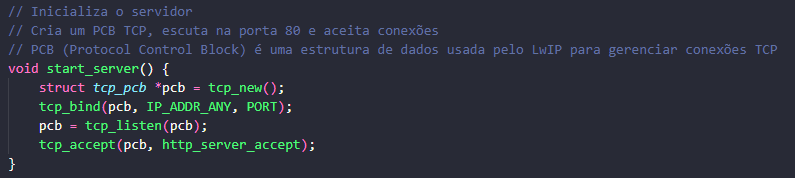 // Inicializa o servidor
// Cria um PCB TCP, escuta na porta 80 e aceita conexões
// PCB (Protocol Control Block) é uma estrutura de dados usada pelo LwIP para gerenciar conexões TCP
void start_server() {
    struct tcp_pcb *pcb = tcp_new();
    tcp_bind(pcb, IP_ADDR_ANY, PORT);
    pcb = tcp_listen(pcb);
    tcp_accept(pcb, http_server_accept);
}